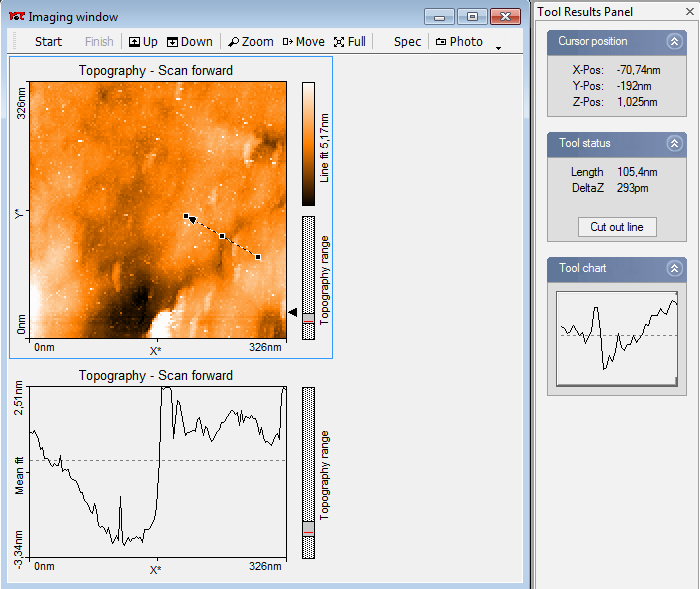 Imaging window
Start Finish Up Down Zoom Move Full Spec Photo
Topography - Scan forward
326nm
Y*
0nm
0nm
X*
326nm
Line fit 5,17nm
Topography range
Topography - Scan forward
2,51nm
Mean fit
-3,34nm
0nm
X*
326nm
Topography range
Tool Results Panel
Cursor position
X-Pos: -70,74nm
Y-Pos: -192nm
Z-Pos: 1,025nm
Tool status
Length 105,4nm
DeltaZ 293pm
Cut out line
Tool chart